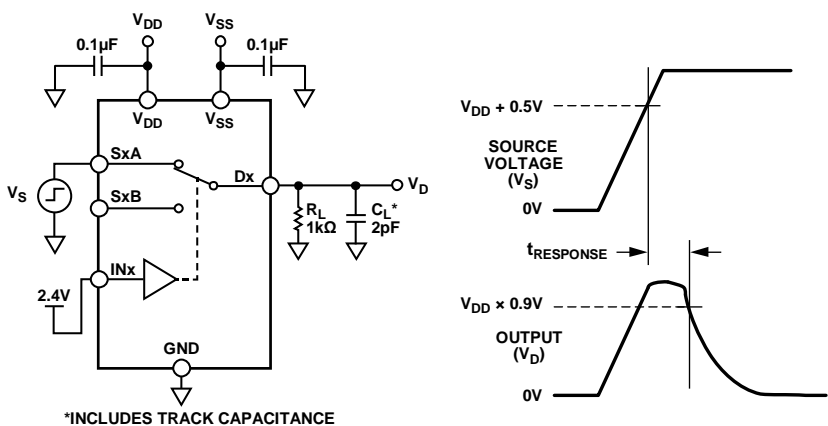 V_DD
V_SS
0.1µF
0.1µF
V_DD
V_SS
SxA
Dx
V_D
V_S
SxB
R_L
1kΩ
C_L*
2pF
INx
2.4V
GND
*INCLUDES TRACK CAPACITANCE
V_DD + 0.5V
SOURCE
VOLTAGE
(V_S)
0V
t_RESPONSE
V_DD × 0.9V
OUTPUT
(V_D)
0V